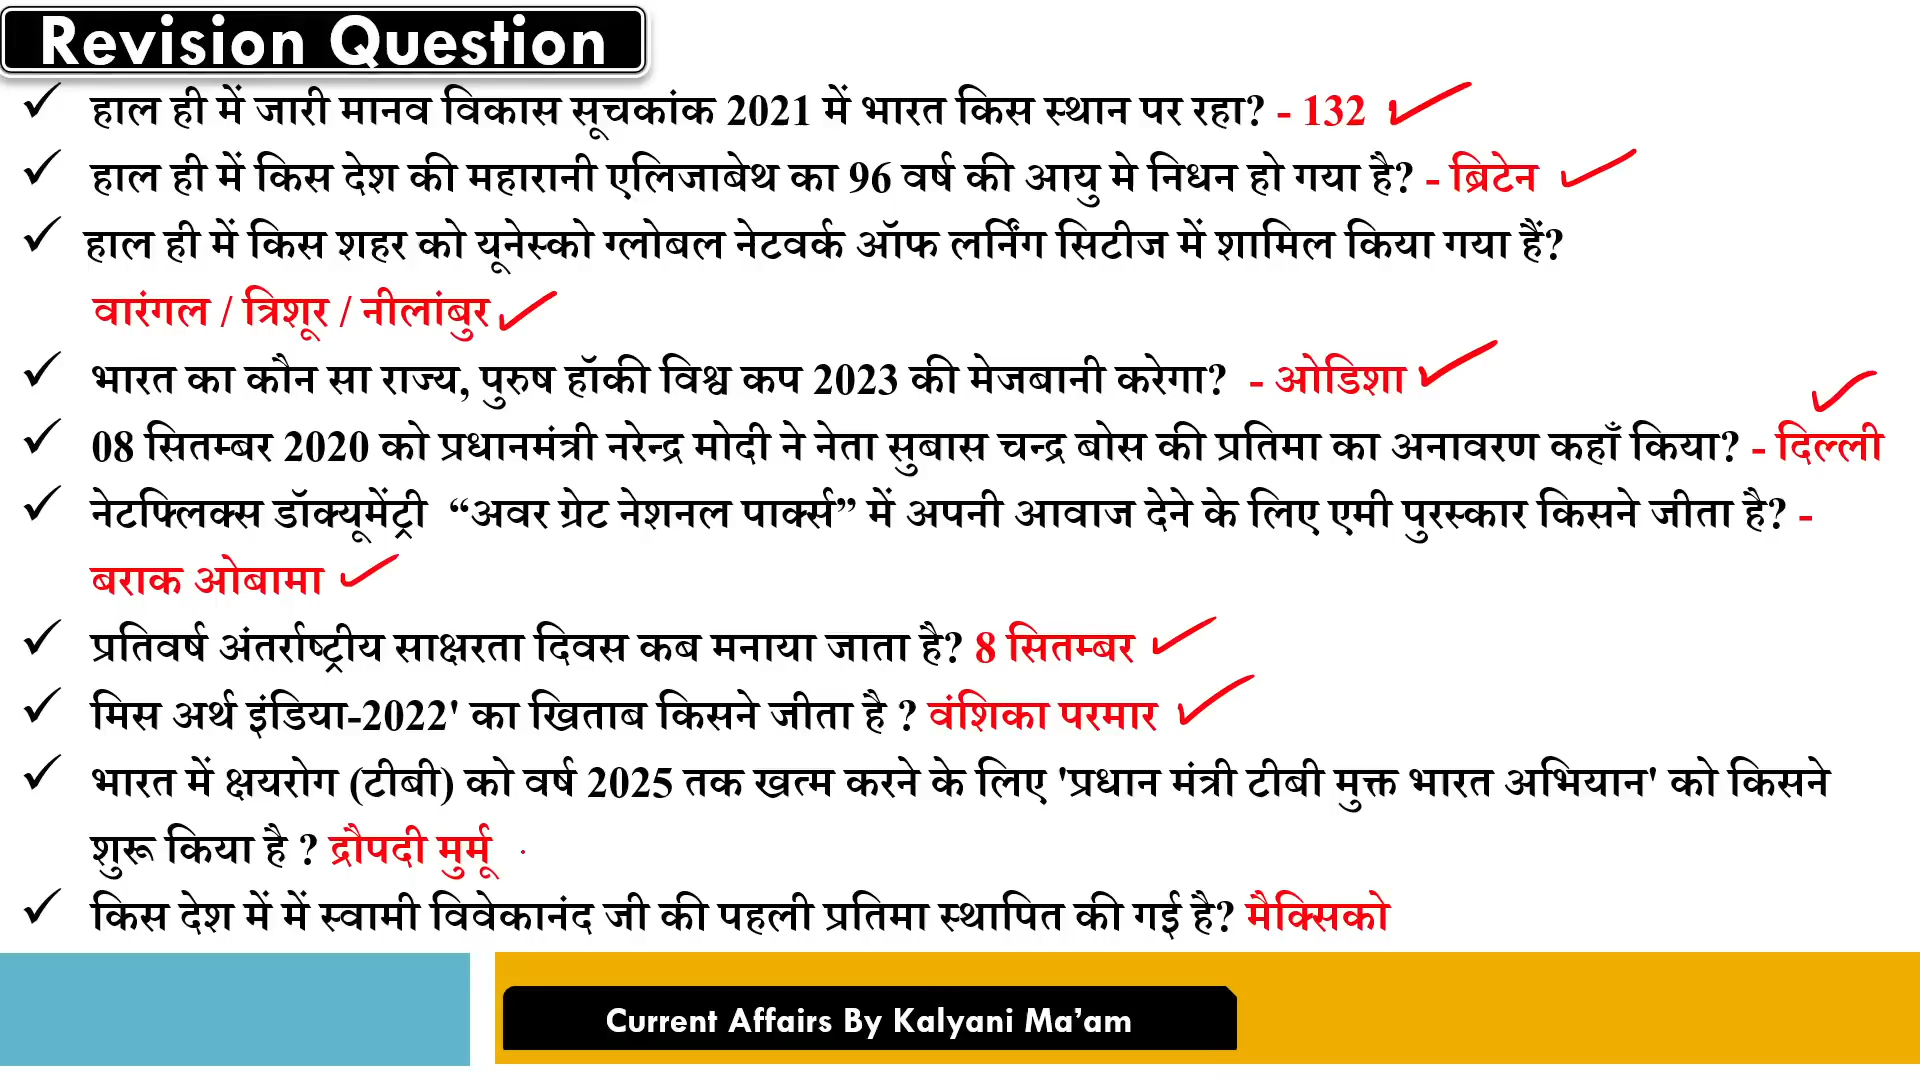 Revision Question
हाल ही में जारी मानव विकास सूचकांक 2021 में भारत किस स्थान पर रहा? - 132
हाल ही में किस देश की महारानी एलिजाबेथ का 96 वर्ष की आयु मे निधन हो गया है? - ब्रिटेन
हाल ही में किस शहर को यूनेस्को ग्लोबल नेटवर्क ऑफ लर्निंग सिटीज में शामिल किया गया हैं?
वारंगल / त्रिशूर / नीलांबुर
भारत का कौन सा राज्य, पुरुष हॉकी विश्व कप 2023 की मेजबानी करेगा? - ओडिशा
08 सितम्बर 2020 को प्रधानमंत्री नरेन्द्र मोदी ने नेता सुबास चन्द्र बोस की प्रतिमा का अनावरण कहाँ किया? - दिल्ली
नेटफ्लिक्स डॉक्यूमेंट्री “अवर ग्रेट नेशनल पार्क्स” में अपनी आवाज देने के लिए एमी पुरस्कार किसने जीता है? -
बराक ओबामा
प्रतिवर्ष अंतर्राष्ट्रीय साक्षरता दिवस कब मनाया जाता है? 8 सितम्बर
मिस अर्थ इंडिया-2022' का खिताब किसने जीता है ? वंशिका परमार
भारत में क्षयरोग (टीबी) को वर्ष 2025 तक खत्म करने के लिए 'प्रधान मंत्री टीबी मुक्त भारत अभियान' को किसने
शुरू किया है ? द्रौपदी मुर्मू
किस देश में में स्वामी विवेकानंद जी की पहली प्रतिमा स्थापित की गई है? मैक्सिको
Current Affairs By Kalyani Ma’am